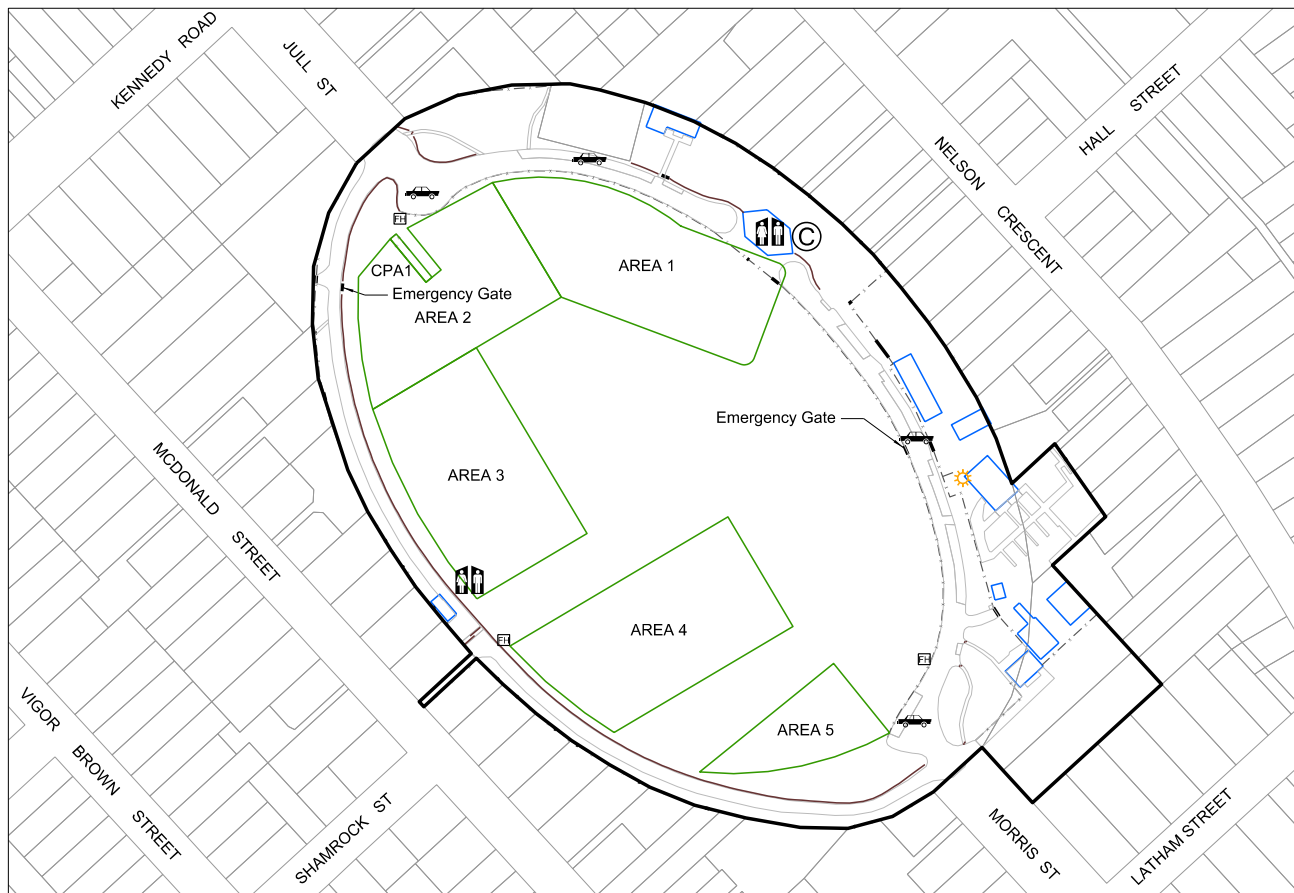 KENNEDY ROAD
JULL ST
HALL STREET
NELSON CRESCENT
FH
C
AREA 1
CPA1
Emergency Gate
AREA 2
Emergency Gate
MCDONALD STREET
AREA 3
AREA 4
FH
FH
VIGOR BROWN STREET
AREA 5
SHAMROCK ST
MORRIS ST
LATHAM STREET